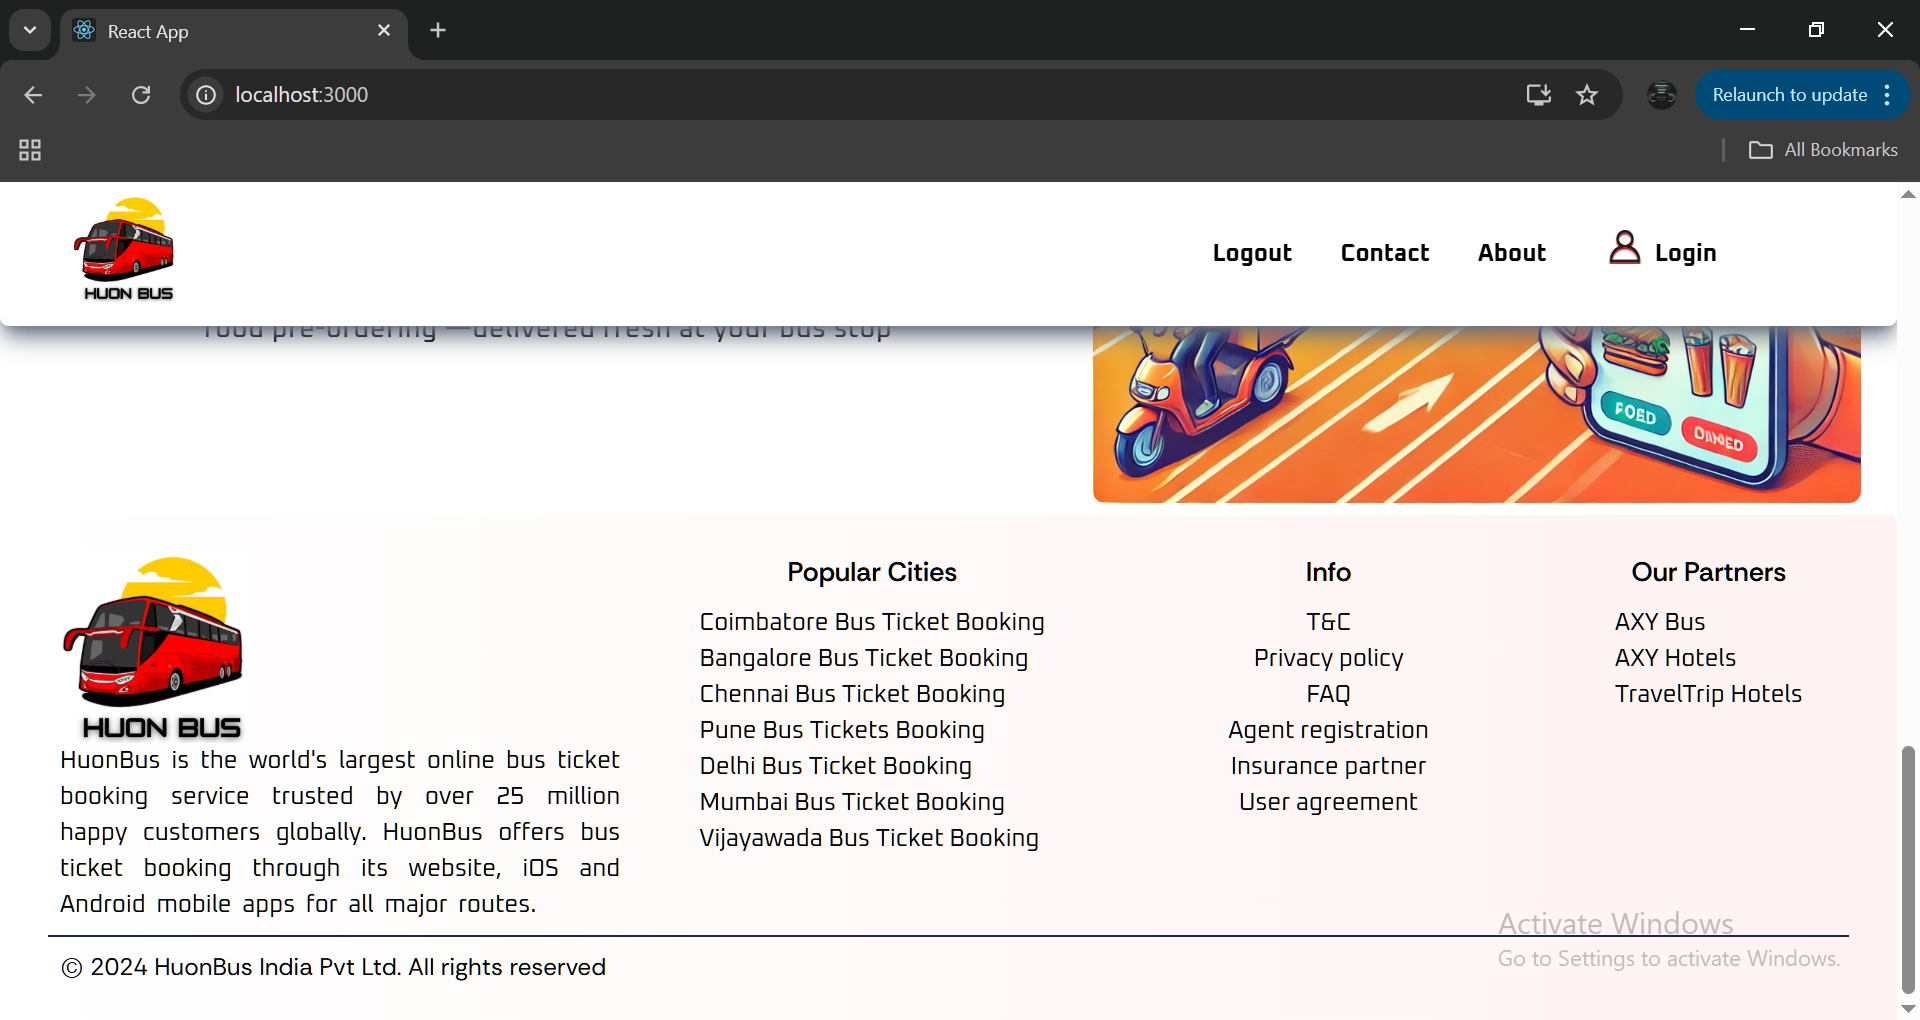 React App
localhost:3000
Relaunch to update
All Bookmarks
HUON BUS
Logout Contact About Login
food pre-ordering —delivered fresh at your bus stop
FOED
OANED
HUON BUS
HuonBus is the world's largest online bus ticket
booking service trusted by over 25 million
happy customers globally. HuonBus offers bus
ticket booking through its website, iOS and
Android mobile apps for all major routes.
Popular Cities
Coimbatore Bus Ticket Booking
Bangalore Bus Ticket Booking
Chennai Bus Ticket Booking
Pune Bus Tickets Booking
Delhi Bus Ticket Booking
Mumbai Bus Ticket Booking
Vijayawada Bus Ticket Booking
Info
T&C
Privacy policy
FAQ
Agent registration
Insurance partner
User agreement
Our Partners
AXY Bus
AXY Hotels
TravelTrip Hotels
Activate Windows
Go to Settings to activate Windows.
© 2024 HuonBus India Pvt Ltd. All rights reserved